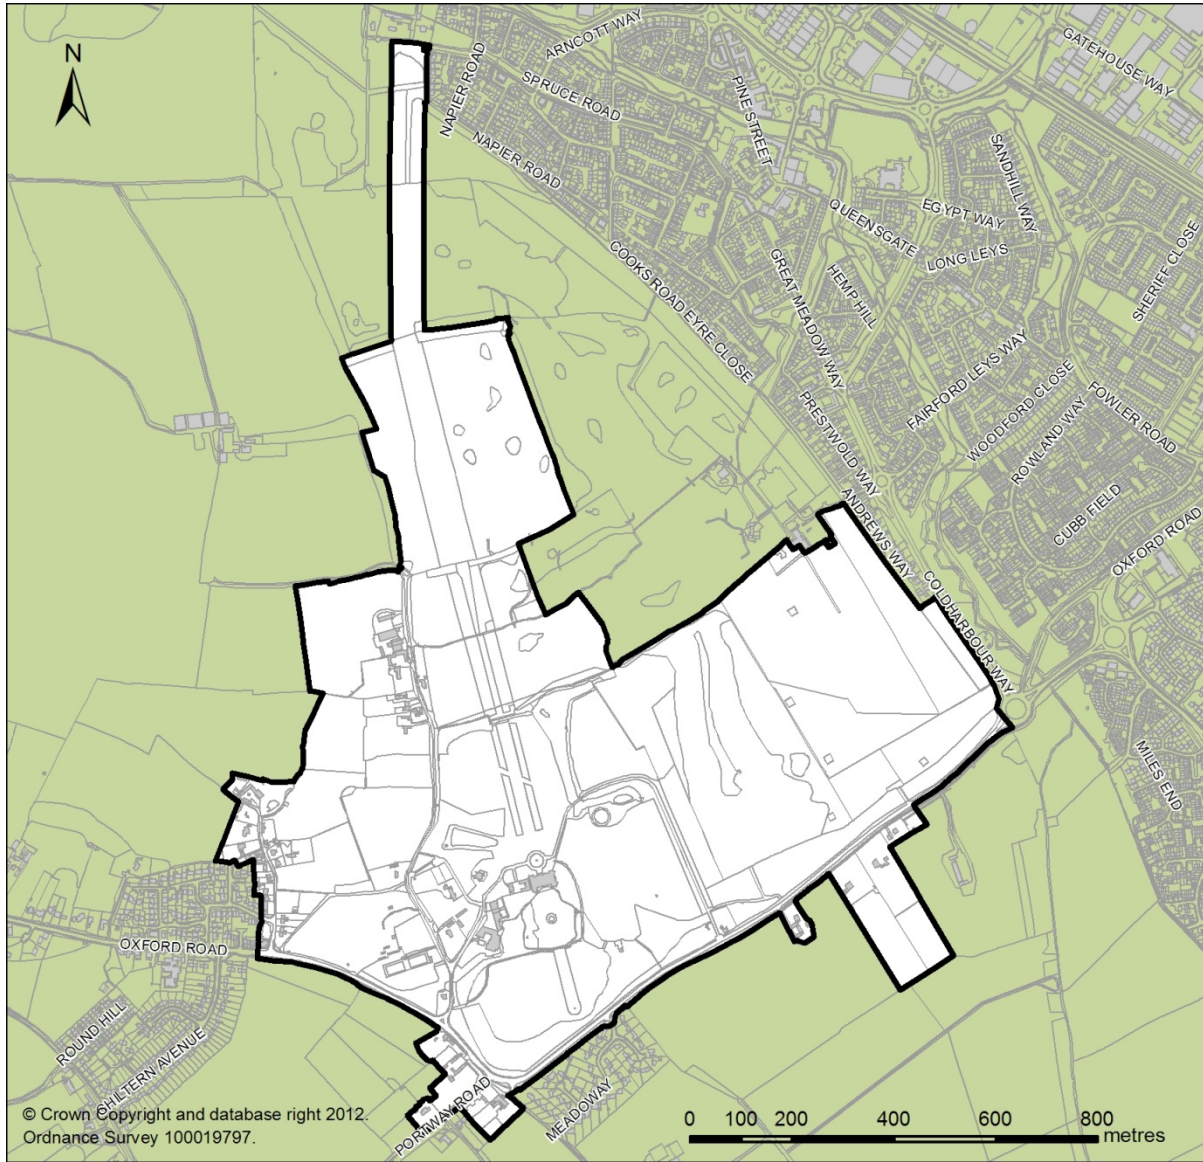 N
ARNCOTT WAY
GATEHOUSE WAY
NAPIER ROAD
SPRUCE ROAD
PINE STREET
NAPIER ROAD
SANDHILL WAY
EGYPT WAY
QUEENSGATE
LONG LEYS
SHERIFF CLOSE
COOKS ROAD EYRE CLOSE
GREAT MEADOW WAY
HEMP HILL
FAIRFORD LEYS WAY
WOODFORD CLOSE
FOWLER ROAD
ROWLAND WAY
PRESTWOLD WAY
CUBB FIELD
ANDREWS WAY
OXFORD ROAD
COLDHARBOUR WAY
MILES END
OXFORD ROAD
ROUND HILL
CHILTERN AVENUE
PORTWAY ROAD
MEADOWAY
© Crown Copyright and database right 2012.
Ordnance Survey 100019797.
0 100 200 400 600 800
metres